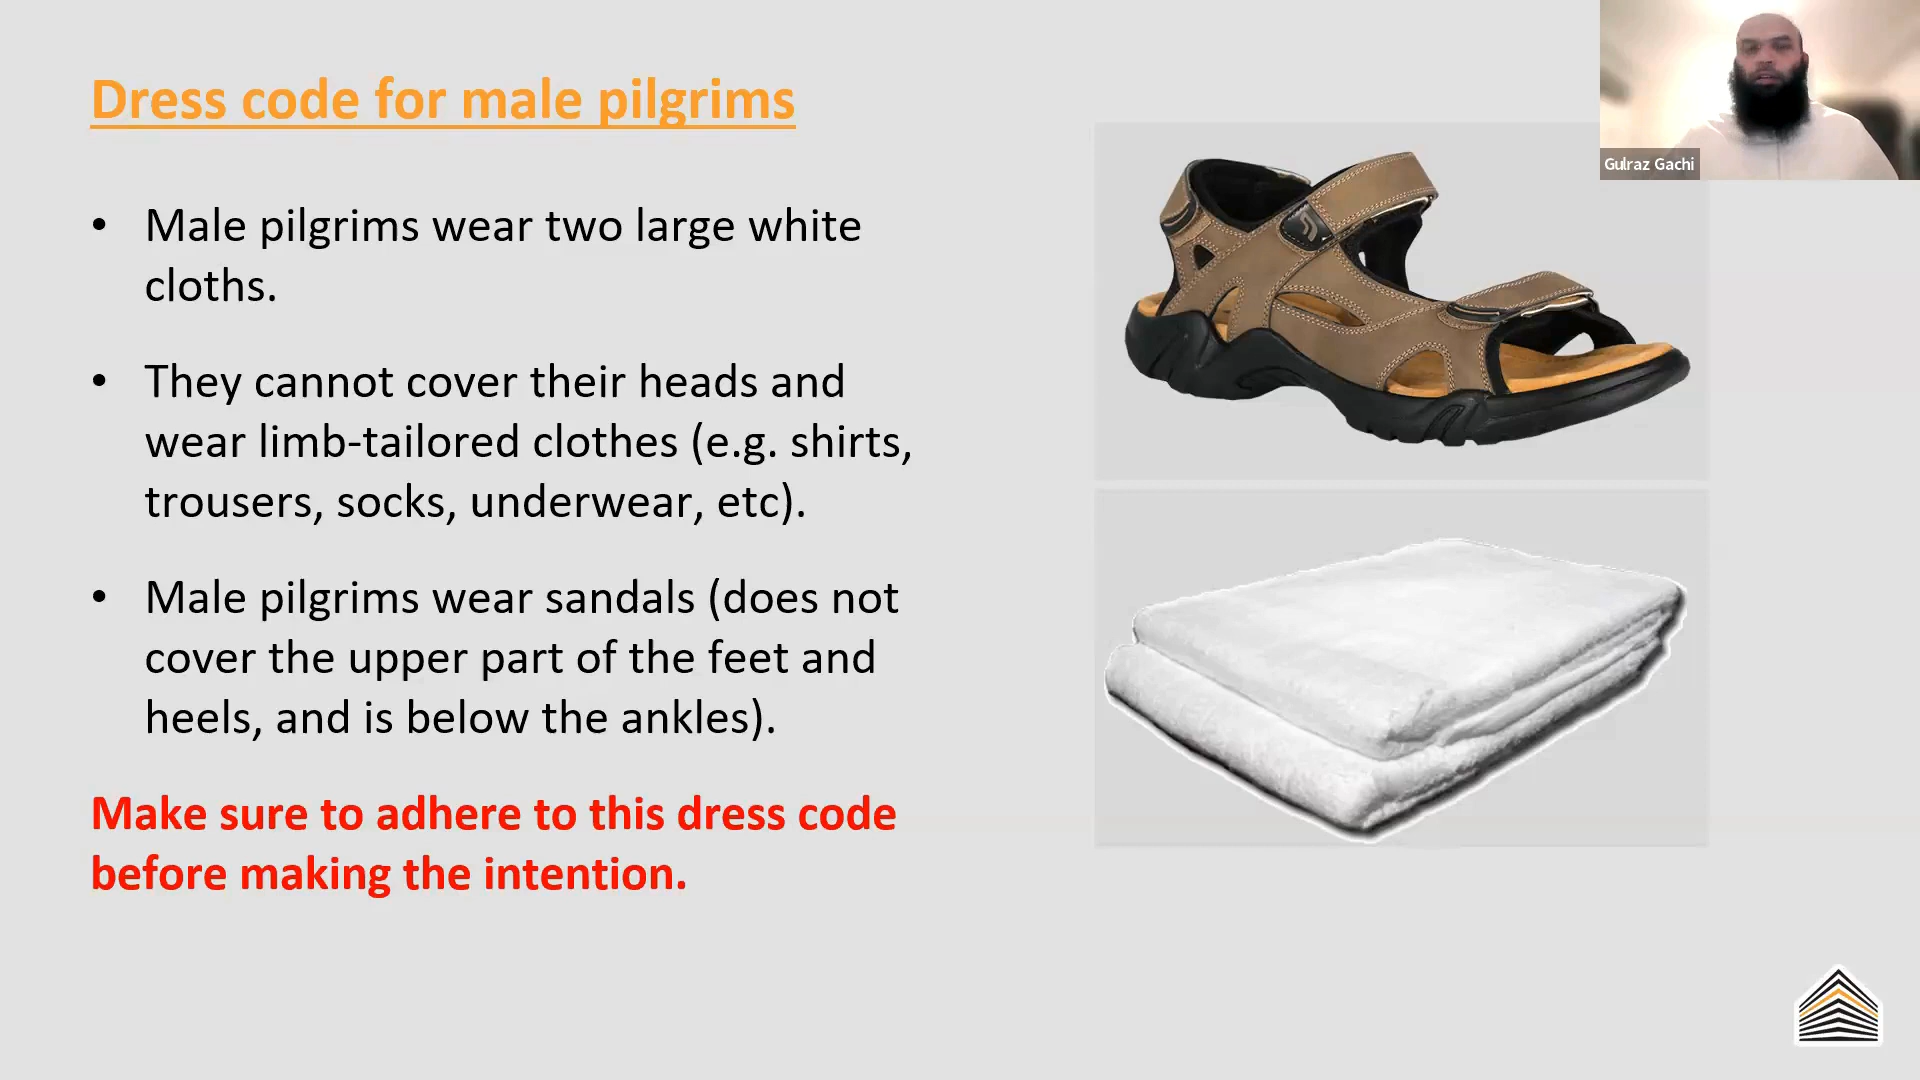 Dress code for male pilgrims
Gulraz Gachi
• Male pilgrims wear two large white
cloths.
• They cannot cover their heads and
wear limb-tailored clothes (e.g. shirts,
trousers, socks, underwear, etc).
• Male pilgrims wear sandals (does not
cover the upper part of the feet and
heels, and is below the ankles).
Make sure to adhere to this dress code
before making the intention.